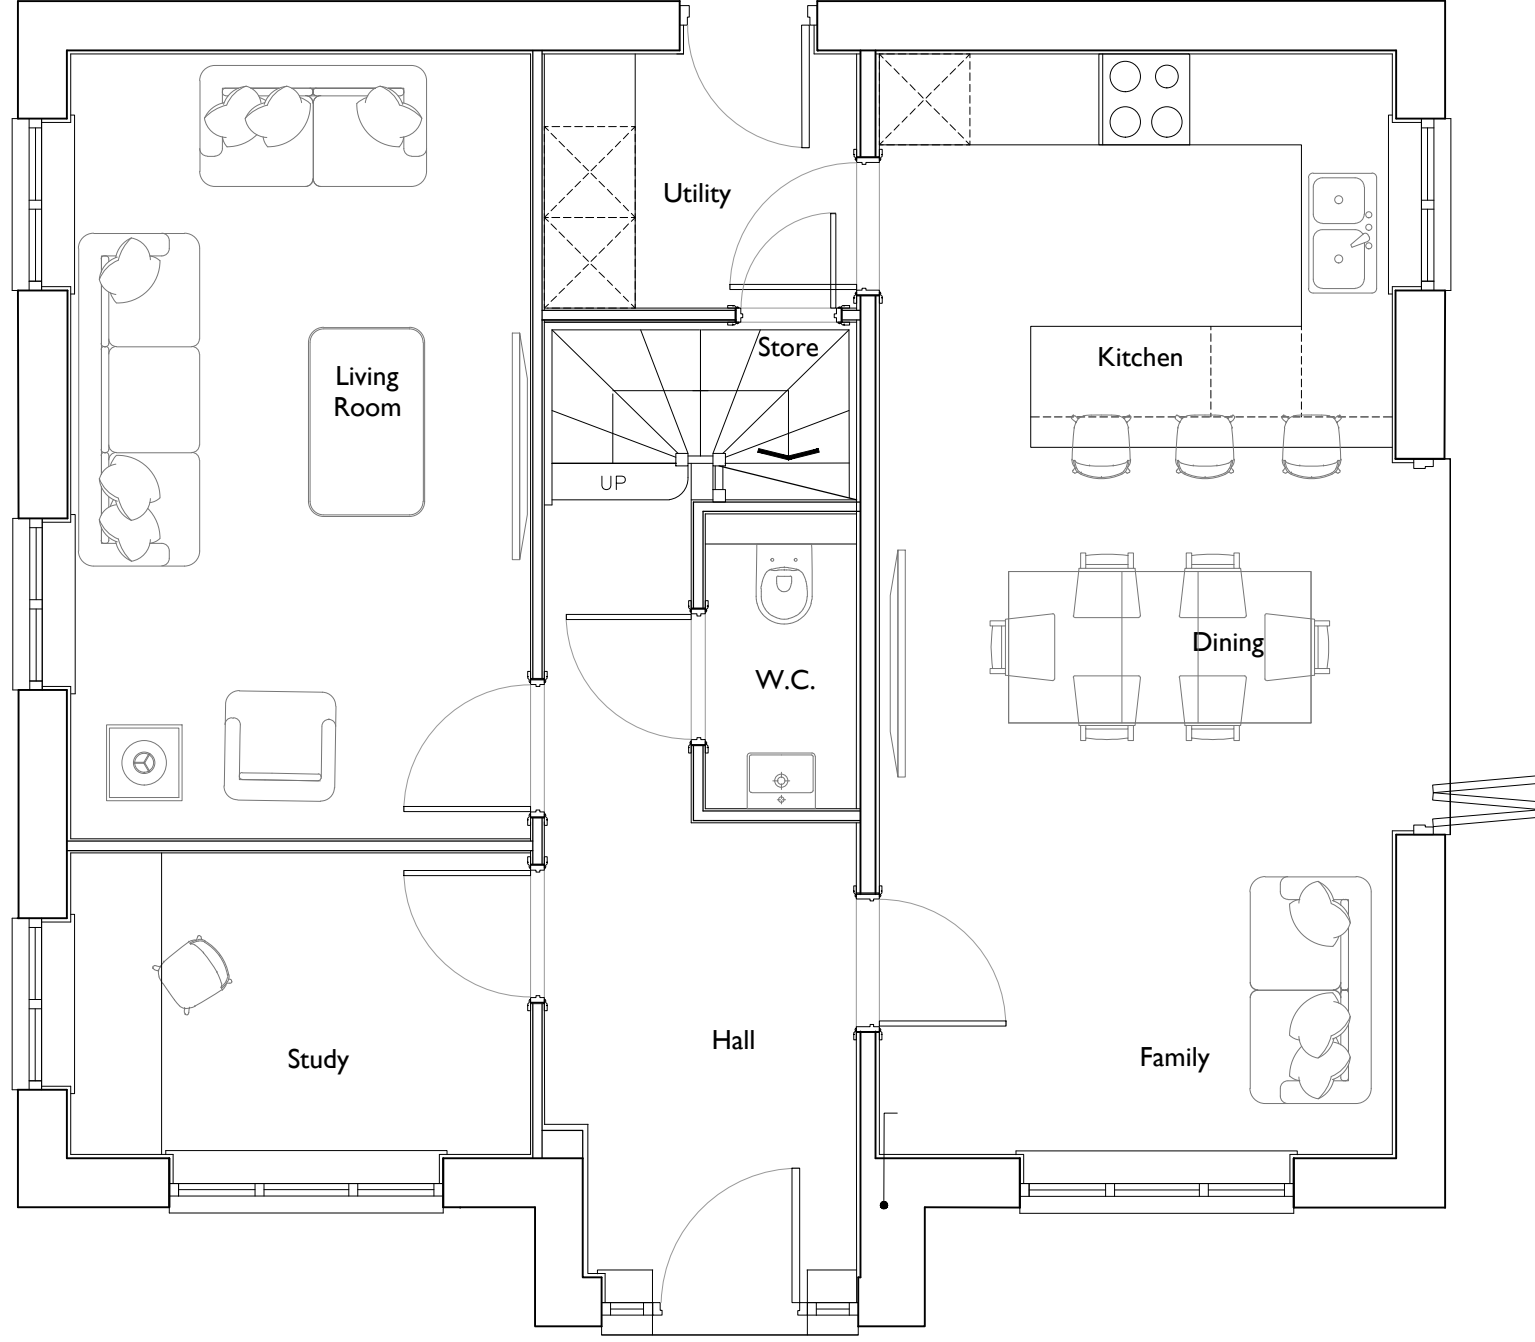 Utility
Store
Kitchen
Living
Room
UP
Dining
W.C.
Hall
Family
Study